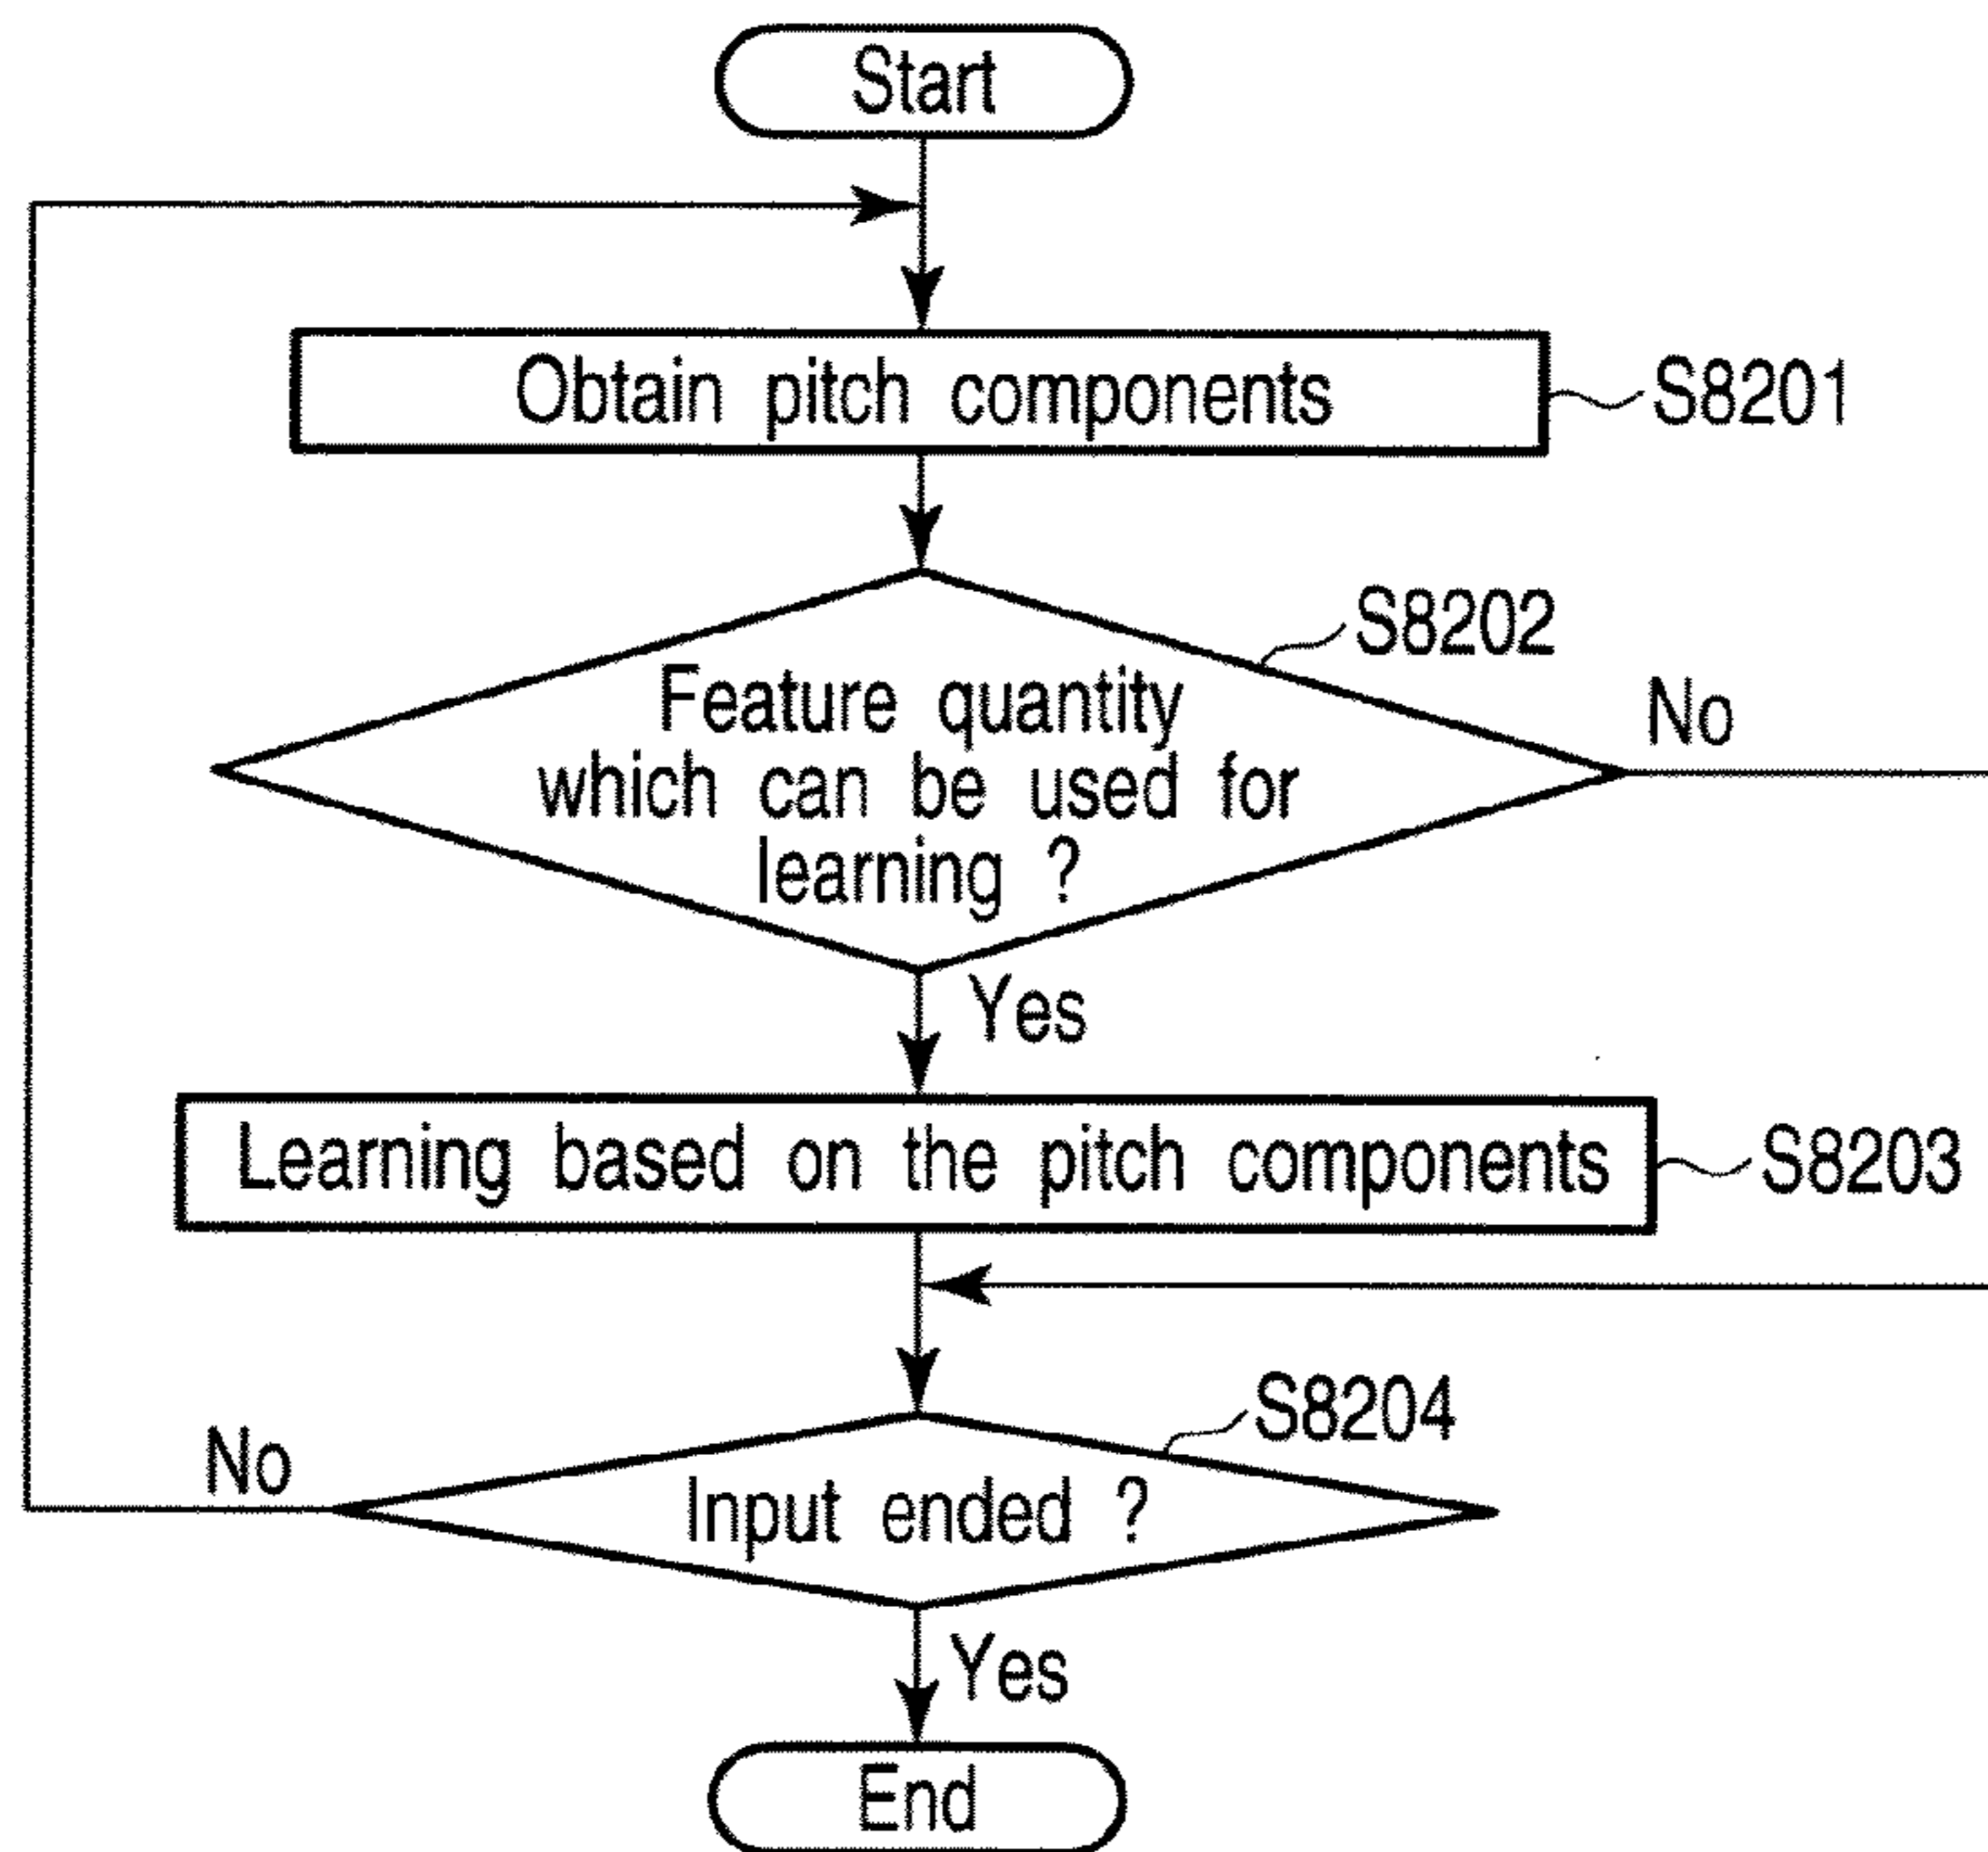 Start
Obtain pitch components
S8201
S8202
Feature quantity
which can be used for
learning ?
No
Yes
Learning based on the pitch components
S8203
S8204
No
Input ended ?
Yes
End